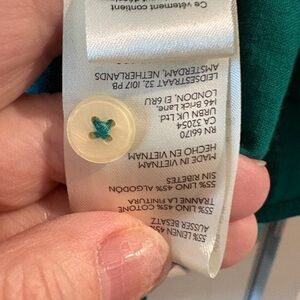 55% LEINEN 45%
AUSSER BESATZ
55% LINO 45% COTONE
TRANNE LA FINITURA
55% LINO 45% ALGODÓN
SIN RIBETES
MADE IN VIETNAM
HECHO EN VIETNAM
RN 66170
CA 32054
URBN UK Ltd.
146 Brick Lane,
LONDON, E1 6RU
LEIDSESTRAAT 32, 1017 PB
AMSTERDAM, NETHERLANDS
Ce vêtement contient